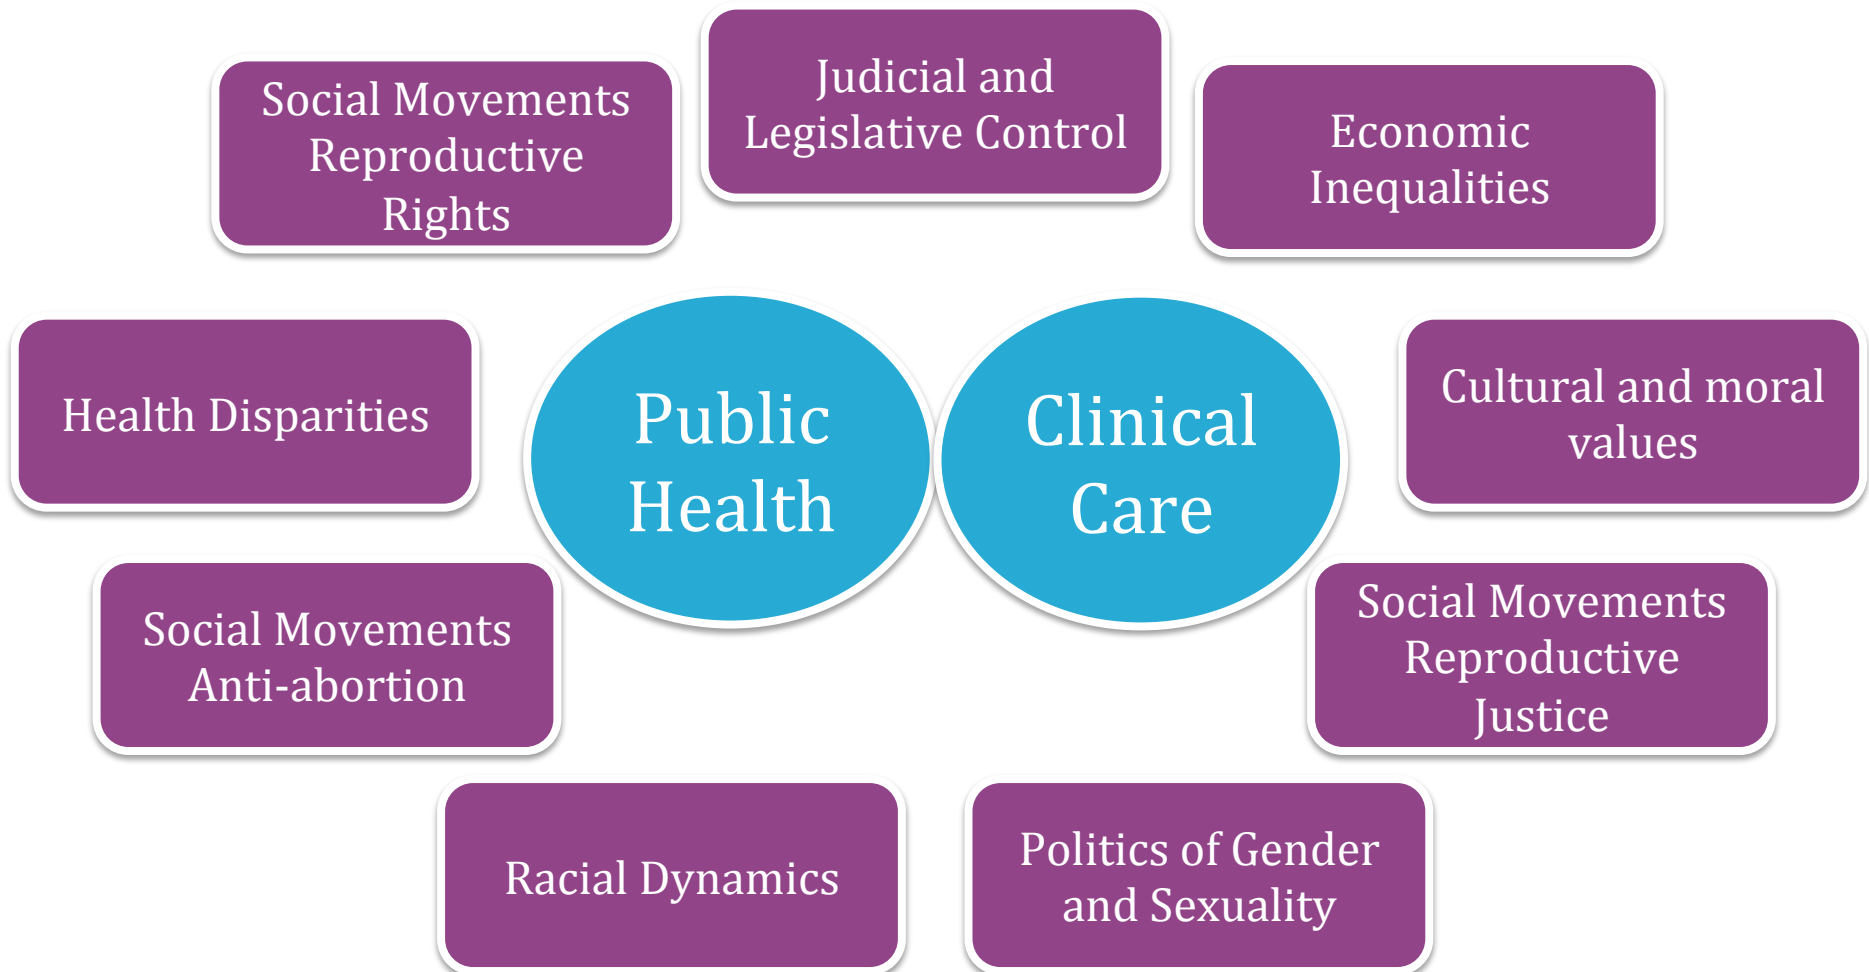 Judicial and
Legislative Control
Social Movements
Reproductive
Rights
Economic
Inequalities
Health Disparities
Public
Health
Clinical
Care
Cultural and moral
values
Social Movements
Anti-abortion
Social Movements
Reproductive
Justice
Racial Dynamics
Politics of Gender
and Sexuality